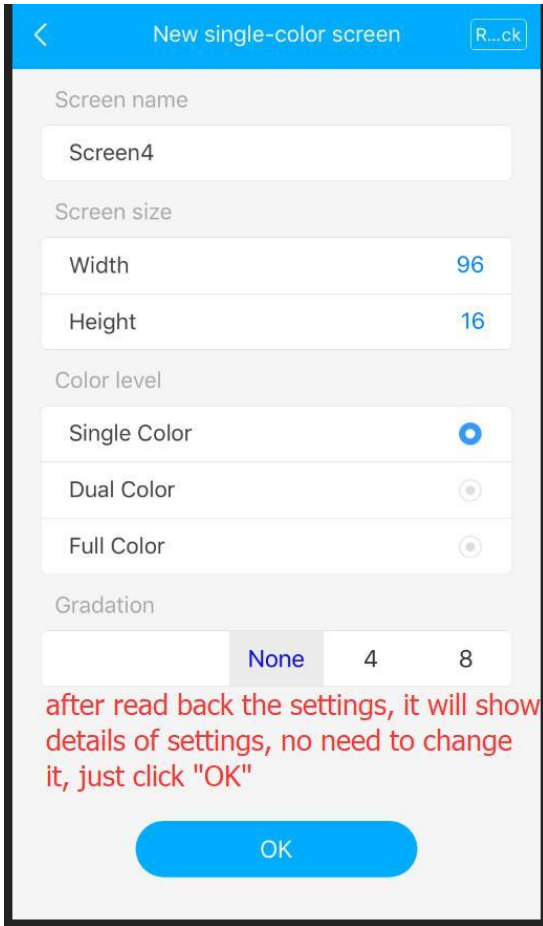 New single-color screen R...ck
Screen name
Screen4
Screen size
Width 96
Height 16
Color level
Single Color
Dual Color
Full Color
Gradation
None 4 8
after read back the settings, it will show
details of settings, no need to change
it, just click "OK"
OK